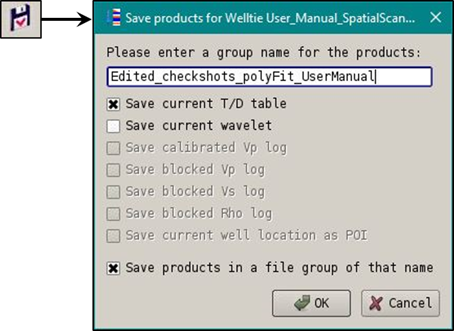 Save products for Welltie User_Manual_SpatialScan...
Please enter a group name for the products:
Edited_checkshots_polyFit_UserManual
Save current T/D table
Save current wavelet
Save calibrated Vp log
Save blocked Vp log
Save blocked Vs log
Save blocked Rho log
Save current well location as POI
Save products in a file group of that name
OK Cancel